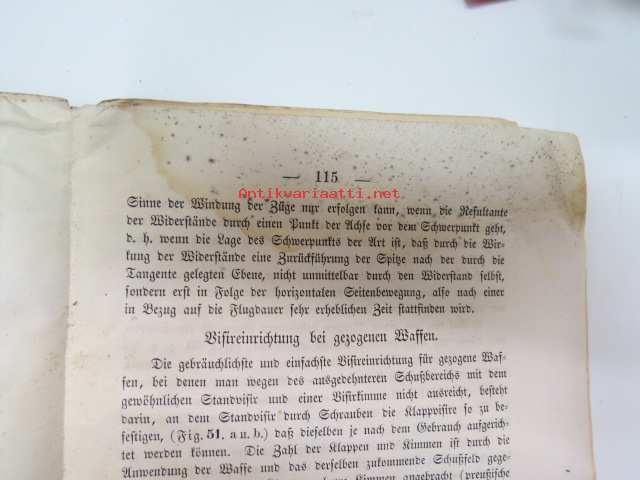 — 115 —
Antikvariaatti.net
Sinne der Windung der Züge nur erfolgen kann, wenn die Resultante
der Widerstände durch einen Punkt der Achse vor dem Schwerpunkt geht,
d. h. wenn die Lage des Schwerpunkts der Art ist, daß durch die Wir-
kung der Widerstände eine Zurückführung der Spitze nach der durch die
Tangente gelegten Ebene, nicht unmittelbar durch den Widerstand selbst,
sondern erst in Folge der horizontalen Seitenbewegung, also nach einer
in Bezug auf die Flugdauer sehr erheblichen Zeit stattfinden wird.
Visireinrichtung bei gezogenen Waffen.
Die gebräuchlichste und einfachste Visireinrichtung für gezogene Waf-
fen, bei denen man wegen des ausgedehnteren Schußbereichs mit dem
gewöhnlichen Standvisir und einer Visirkimme nicht ausreicht, besteht
darin, an dem Standvisir durch Schrauben die Klappvisire so zu be-
festigen, (Fig. 51, a u. b.) daß dieselben je nach dem Gebrauch aufgerich-
tet werden können. Die Zahl der Klappen und Kimmen ist durch die
Anwendung der Waffe und das derselben zukommende Schußfeld gege-
Kimmen angebracht (preußische